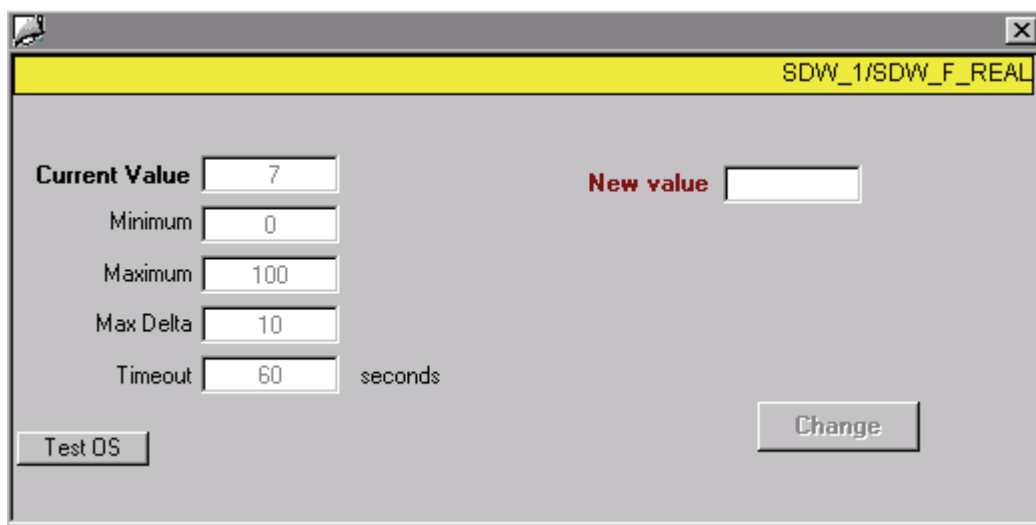 SDW_1/SDW_F_REAL
Current Value 7
New value
Minimum 0
Maximum 100
Max Delta 10
Timeout 60 seconds
Change
Test OS